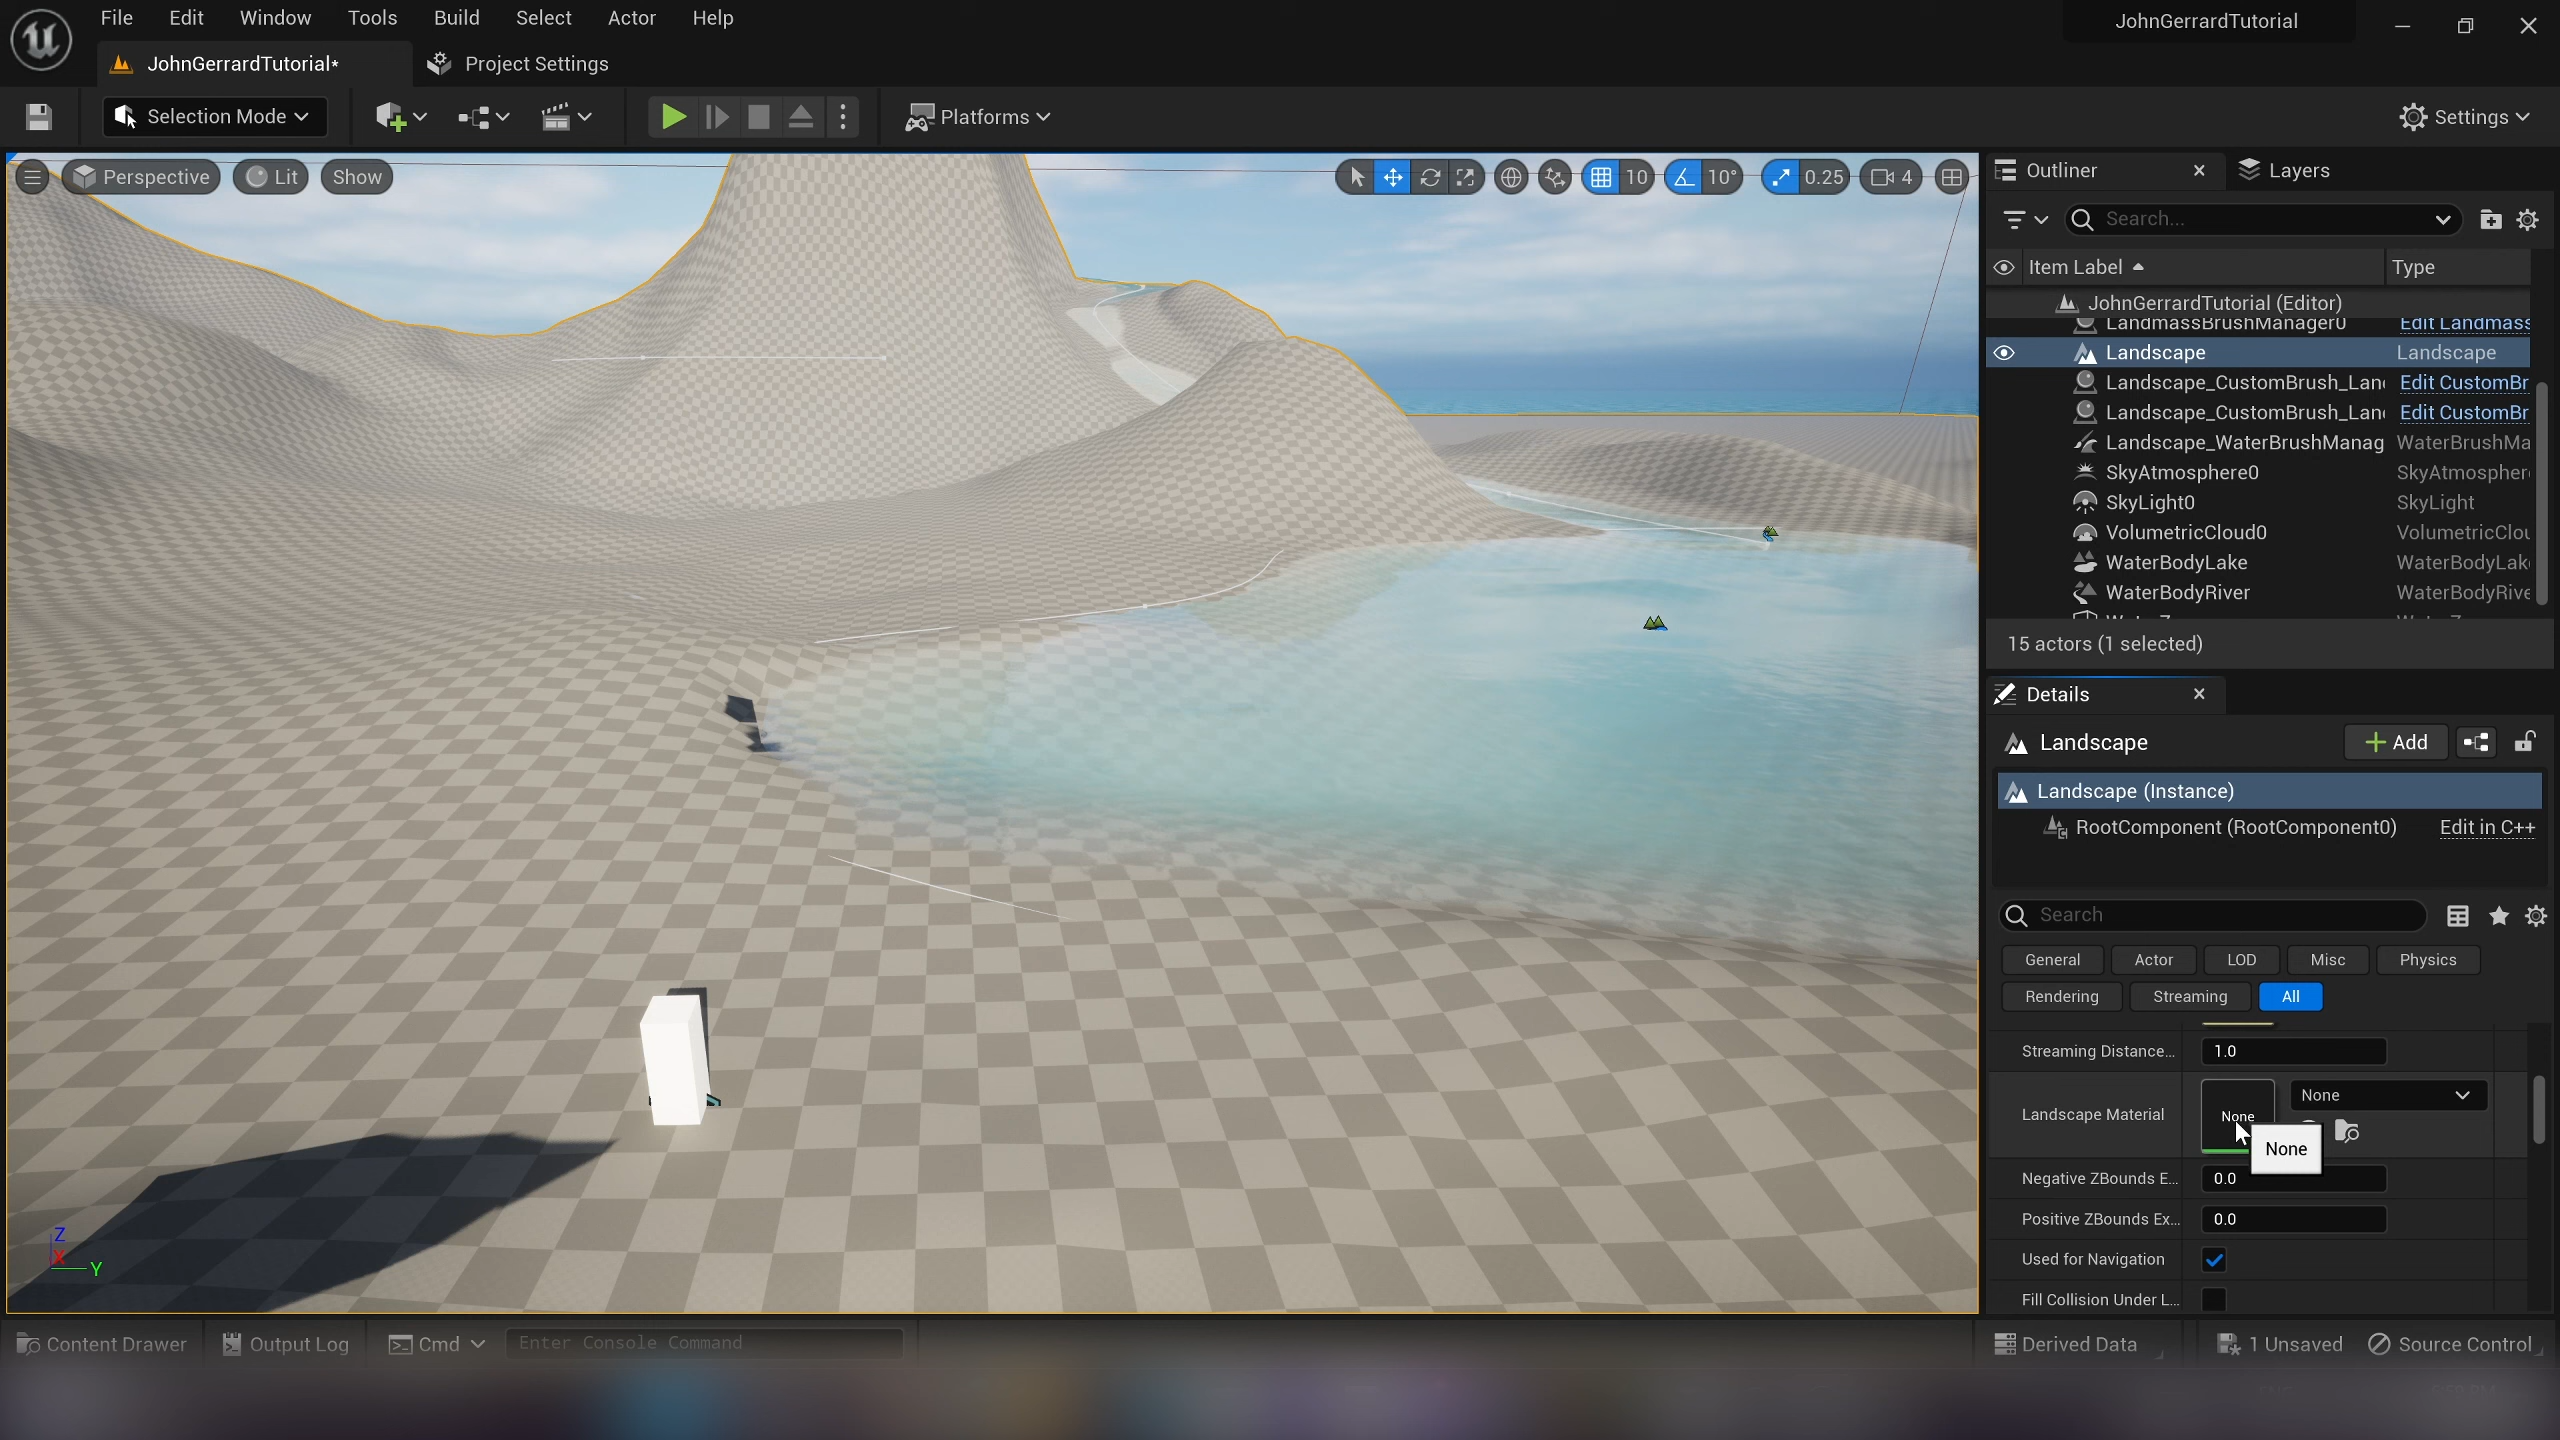 File Edit Window Tools Build Select Actor Help
JohnGerrardTutorial
JohnGerrardTutorial*
Project Settings
Selection Mode
Platforms
Settings
Perspective
Lit
Show
10
10°
0.25
4
Outliner
Layers
Search...
Item Label
Type
JohnGerrardTutorial (Editor)
LandmassBrushManager0 Edit Landmass
Landscape Landscape
Landscape_CustomBrush_Lan Edit CustomBr
Landscape_CustomBrush_Lan Edit CustomBr
Landscape_WaterBrushManag WaterBrushMa
SkyAtmosphere0 SkyAtmospher
SkyLight0 SkyLight
VolumetricCloud0 VolumetricClou
WaterBodyLake WaterBodyLak
WaterBodyRiver WaterBodyRive
15 actors (1 selected)
Details
Landscape
Add
Landscape (Instance)
RootComponent (RootComponent0) Edit in C++
Search
General Actor LOD Misc Physics
Rendering Streaming All
Streaming Distance... 1.0
Landscape Material None None
None
Negative ZBounds E... 0.0
Positive ZBounds Ex... 0.0
Used for Navigation
Fill Collision Under L...
Z
X
Y
Content Drawer
Output Log
Cmd
Enter Console Command
Derived Data
1 Unsaved
Source Control